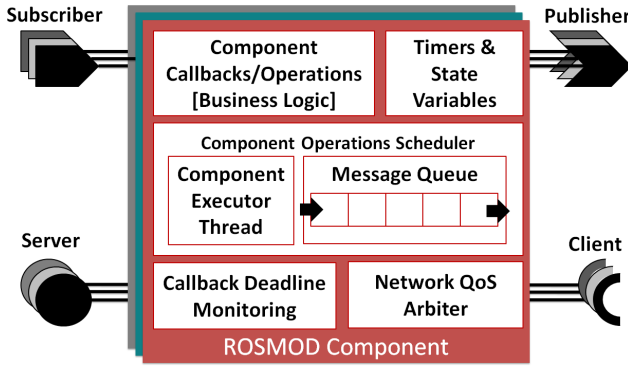 Subscriber
Publisher
Component
Callbacks/Operations
[Business Logic]
Timers &
State
Variables
Component Operations Scheduler
Component
Executor
Thread
Message Queue
Server
Client
Callback Deadline
Monitoring
Network QoS
Arbiter
ROSMOD Component